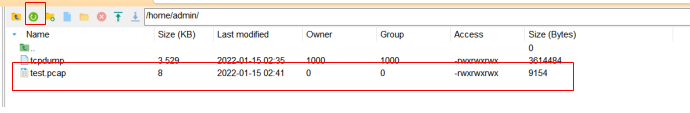 /home/admin/
Name Size (KB) Last modified Owner Group Access Size (Bytes)
.. 0
tcpdump 3 529 2022-01-15 02:35 1000 1000 -rwxrwxrwx 3614484
test.pcap 8 2022-01-15 02:41 0 0 -rwxrwxrwx 9154